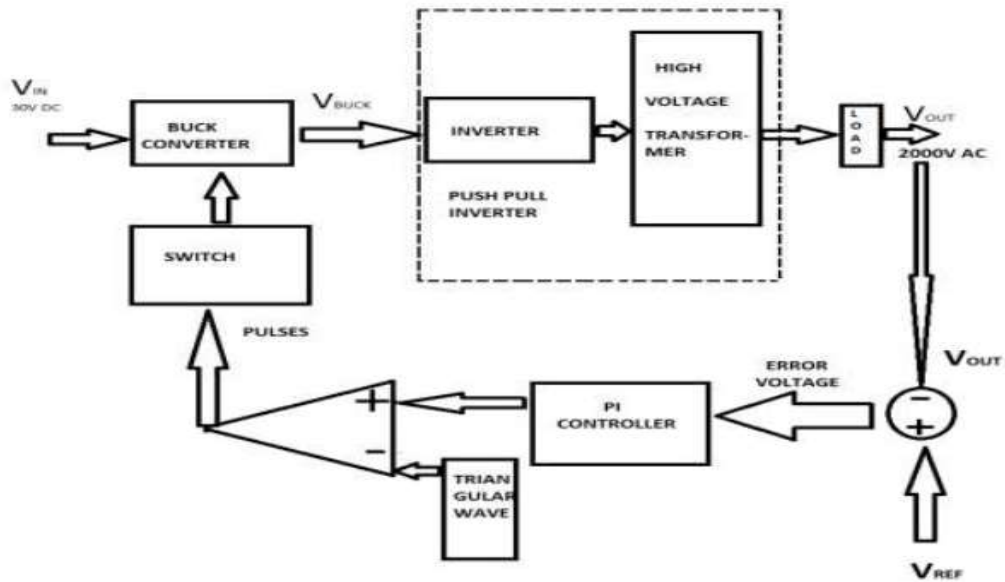 VIN
30V DC
BUCK
CONVERTER
VBUCK
INVERTER
PUSH PULL
INVERTER
HIGH
VOLTAGE
TRANSFOR-
MER
L
O
A
D
VOUT
2000V AC
SWITCH
PULSES
+
-
TRIAN
GULAR
WAVE
PI
CONTROLLER
ERROR
VOLTAGE
VOUT
-
+
VREF